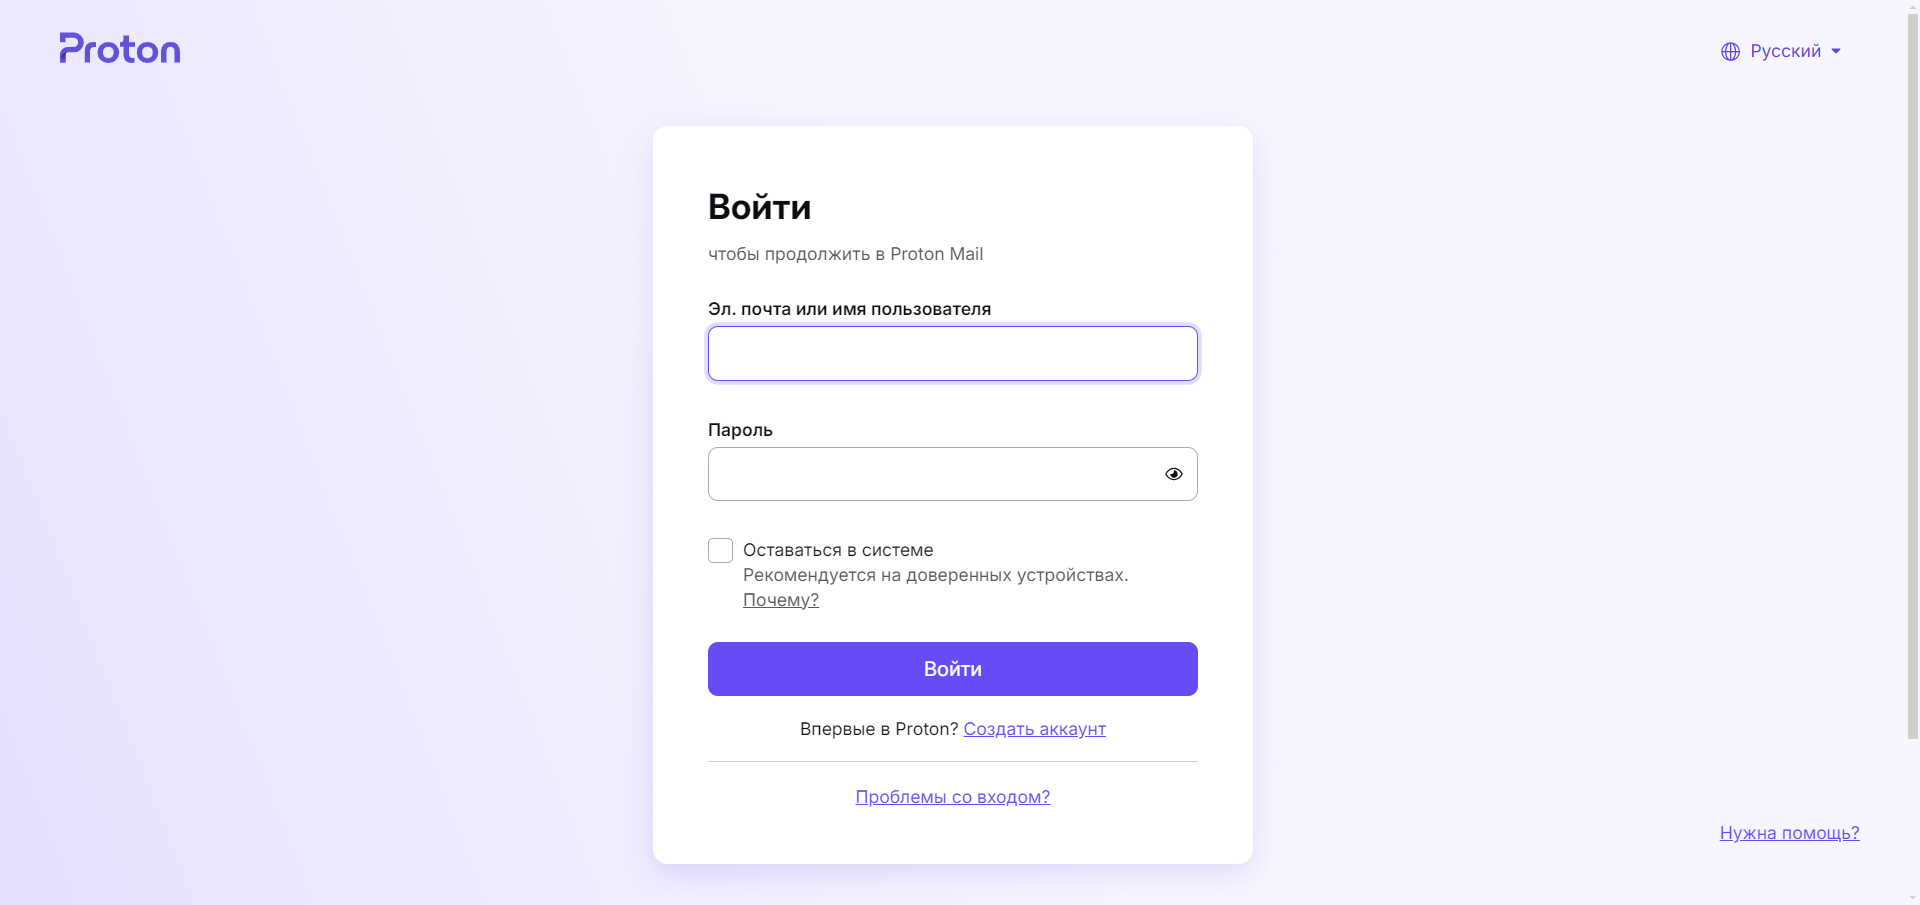 Proton
Русский
Войти
чтобы продолжить в Proton Mail
Эл. почта или имя пользователя
Пароль
Оставаться в системе
Рекомендуется на доверенных устройствах.
Почему?
Войти
Впервые в Proton? Создать аккаунт
Проблемы со входом?
Нужна помощь?